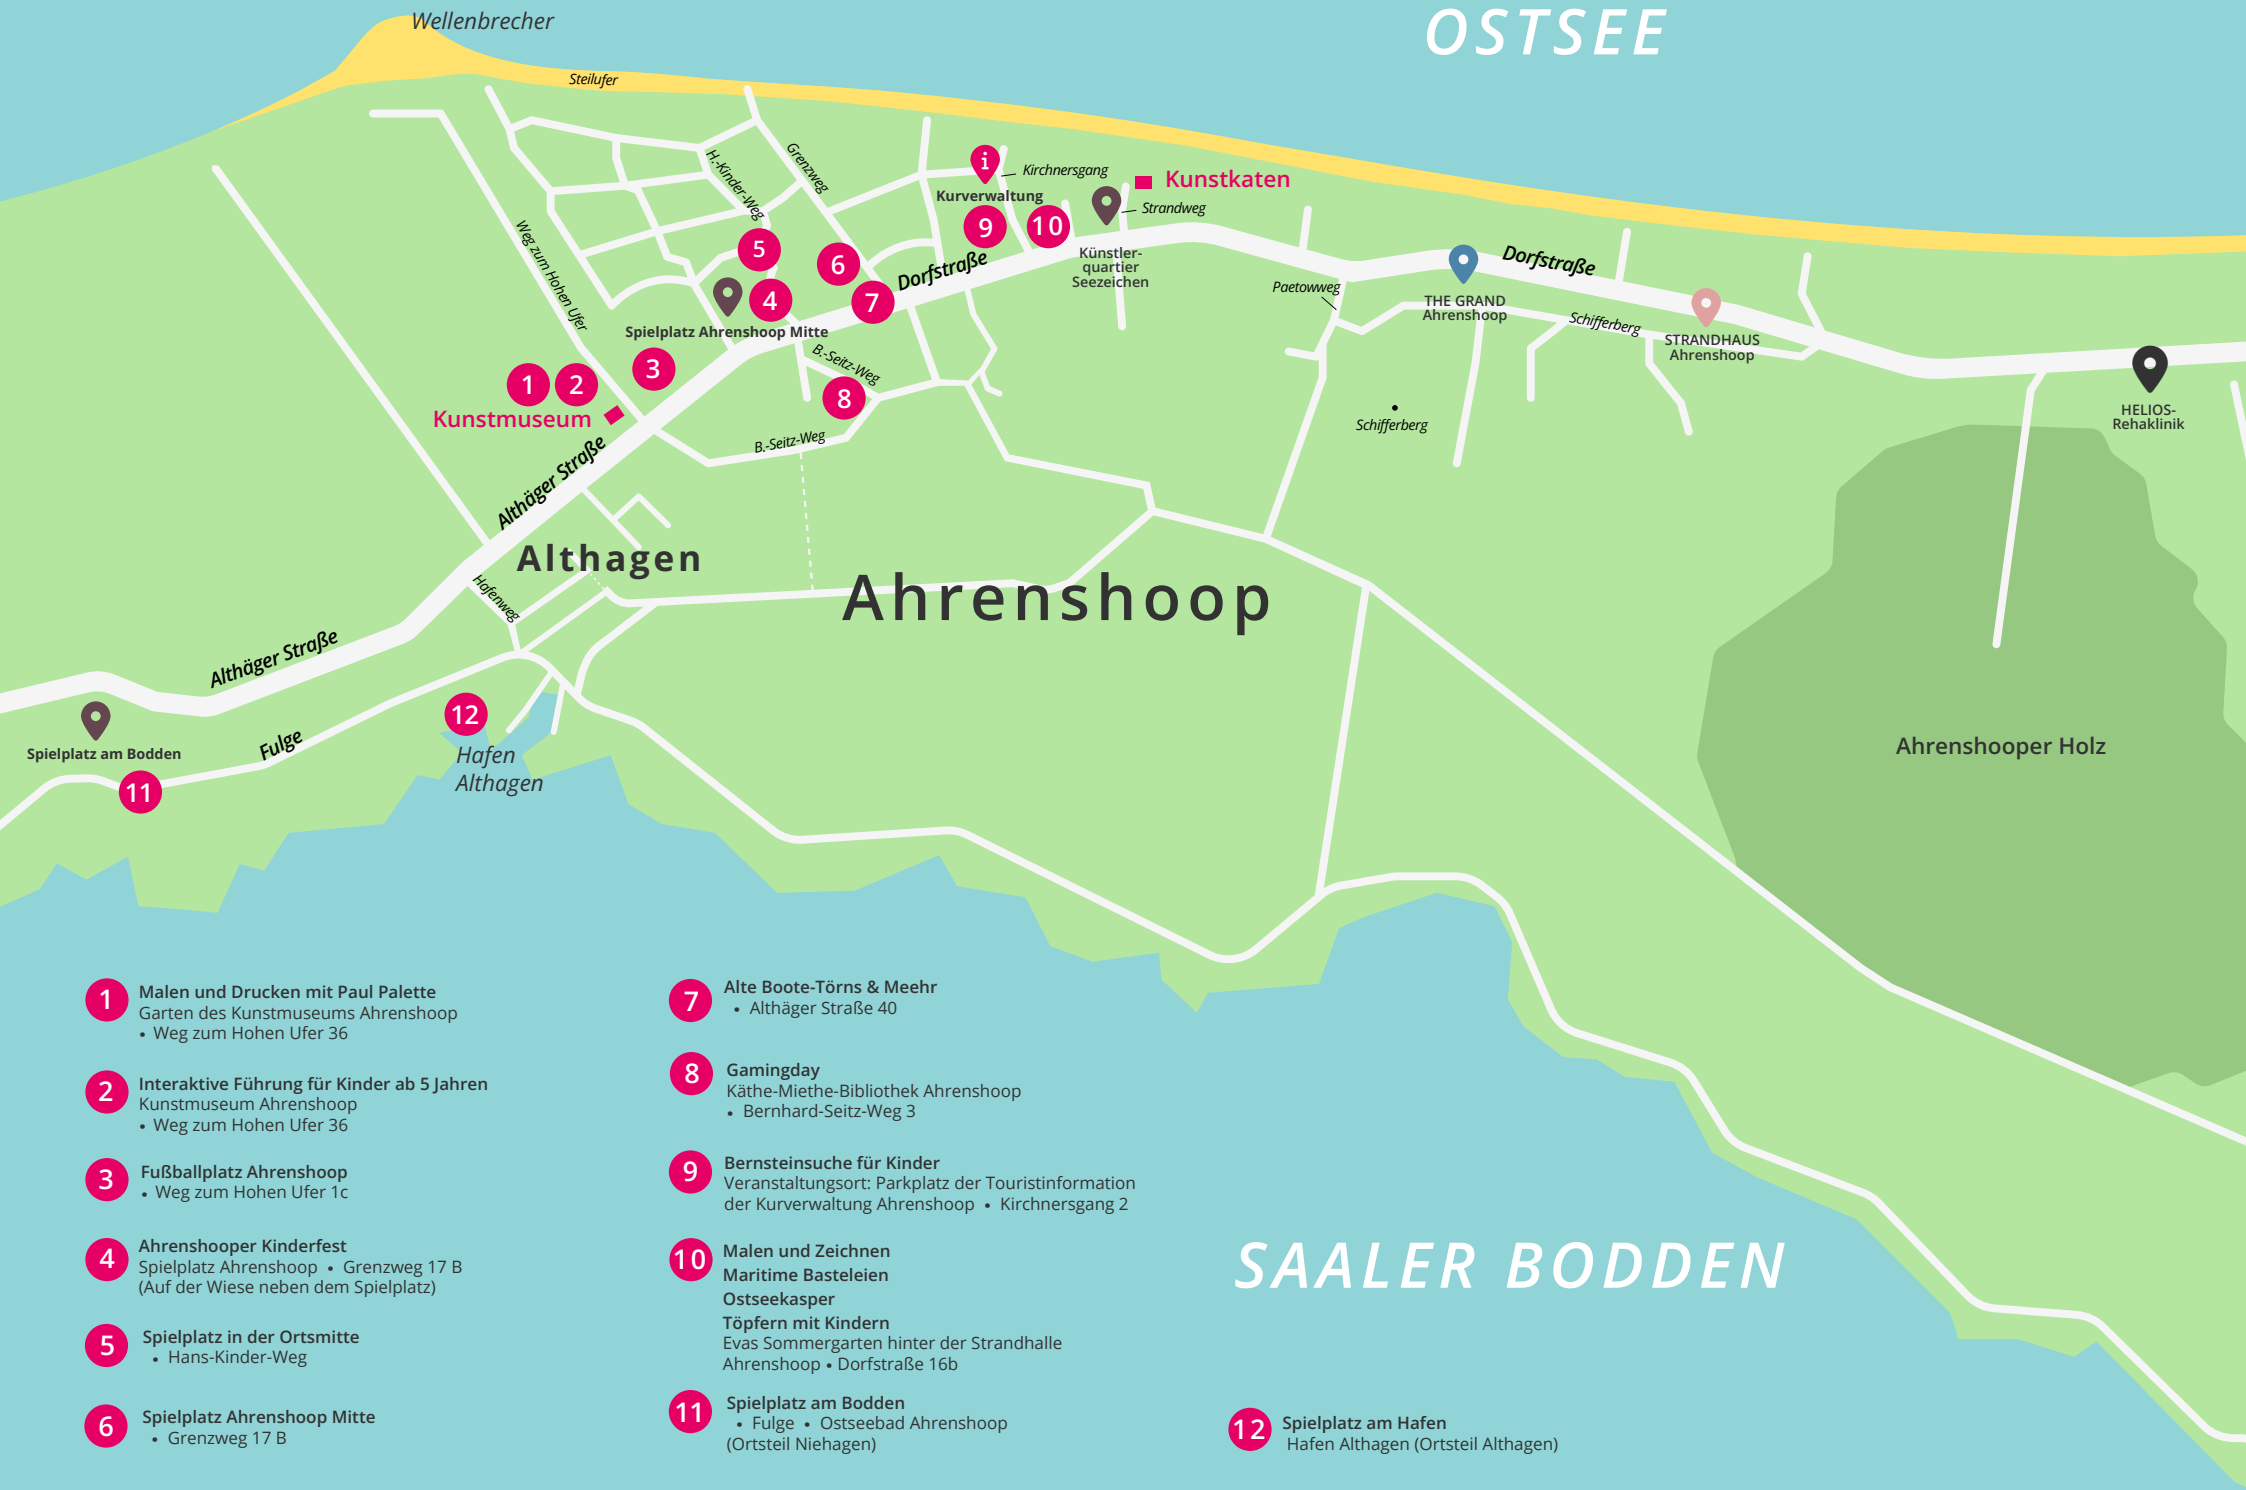 Wellenbrecher
OSTSEE
Steilufer
H.-Kinder-Weg
Grenzweg
Kirchnersgang
Kunstkaten
i
Kurverwaltung
Strandweg
Weg zum Hohen Ufer
5
6
9
10
Dorfstraße
Künstler-
quartier
Seezeichen
Dorfstraße
Paetowweg
THE GRAND
Ahrenshoop
Schifferberg
STRANDHAUS
Ahrenshoop
4
7
Spielplatz Ahrenshoop Mitte
B.-Seitz-Weg
1
2
3
8
Kunstmuseum
Schifferberg
HELIOS-
Rehaklinik
B.-Seitz-Weg
Althäger Straße
Althagen
Ahrenshoop
Hafenweg
Althäger Straße
Fulge
Spielplatz am Bodden
11
12
Hafen
Althagen
Ahrenshooper Holz
1
Malen und Drucken mit Paul Palette
Garten des Kunstmuseums Ahrenshoop
• Weg zum Hohen Ufer 36
2
Interaktive Führung für Kinder ab 5 Jahren
Kunstmuseum Ahrenshoop
• Weg zum Hohen Ufer 36
3
Fußballplatz Ahrenshoop
• Weg zum Hohen Ufer 1c
4
Ahrenshooper Kinderfest
Spielplatz Ahrenshoop • Grenzweg 17 B
(Auf der Wiese neben dem Spielplatz)
5
Spielplatz in der Ortsmitte
• Hans-Kinder-Weg
6
Spielplatz Ahrenshoop Mitte
• Grenzweg 17 B
7
Alte Boote-Törns & Meehr
• Althäger Straße 40
8
Gamingday
Käthe-Miethe-Bibliothek Ahrenshoop
• Bernhard-Seitz-Weg 3
9
Bernsteinsuche für Kinder
Veranstaltungsort: Parkplatz der Touristinformation
der Kurverwaltung Ahrenshoop • Kirchnersgang 2
10
Malen und Zeichnen
Maritime Basteleien
Ostseekasper
Töpfern mit Kindern
Evas Sommergarten hinter der Strandhalle
Ahrenshoop • Dorfstraße 16b
11
Spielplatz am Bodden
• Fulge • Ostseebad Ahrenshoop
(Ortsteil Niehagen)
SAALER BODDEN
12
Spielplatz am Hafen
Hafen Althagen (Ortsteil Althagen)